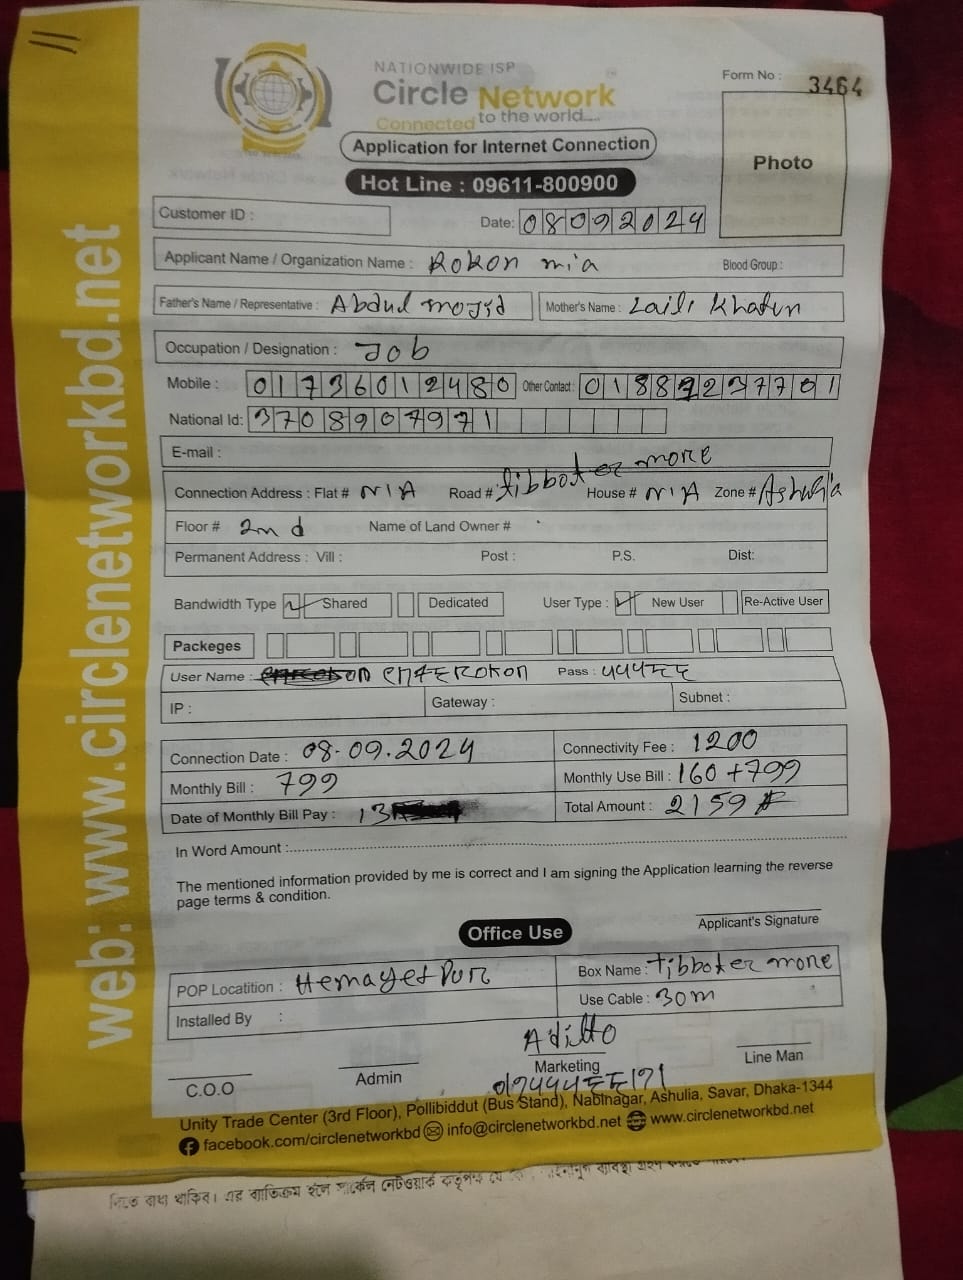 NATIONWIDE ISP
Circle Network
Connected to the world.....
Form No : 3464
Application for Internet Connection
Photo
Hot Line : 09611-800900
Customer ID :
Date: 08092024
Applicant Name / Organization Name : Rokon mia Blood Group :
Father's Name / Representative : Abdul mojid Mother's Name : Laili Khatun
Occupation / Designation : Job
Mobile : 01736012480 Other Contact : 01882237701
National Id: 3708907971
E-mail :
Connection Address : Flat # N/A Road # tibboter more House # N/A Zone # Ashulia
Floor # 2nd Name of Land Owner #
Permanent Address : Vill : Post : P.S. Dist:
Bandwidth Type Shared Dedicated User Type : New User Re-Active User
Packeges
User Name : Pass :
IP : Gateway : Subnet :
Connection Date : 08-09.2024 Connectivity Fee : 1200
Monthly Bill : 799 Monthly Use Bill : 160+799
Date of Monthly Bill Pay : 13 Total Amount : 2159
In Word Amount :
The mentioned information provided by me is correct and I am signing the Application learning the reverse
page terms & condition.
Applicant's Signature
Office Use
POP Locatition : Hemayetpur Box Name : Tibboter more
Installed By : Use Cable : 30m
Aditto
C.O.O Admin Marketing Line Man
Unity Trade Center (3rd Floor), Pollibiddut (Bus Stand), Nabinagar, Ashulia, Savar, Dhaka-1344
facebook.com/circlenetworkbd info@circlenetworkbd.net www.circlenetworkbd.net
web: www.circlenetworkbd.net
নিতে বাধ্য থাকিব। এর ব্যতিক্রম হলে সার্কেল নেটওয়ার্ক কতৃপক্ষ